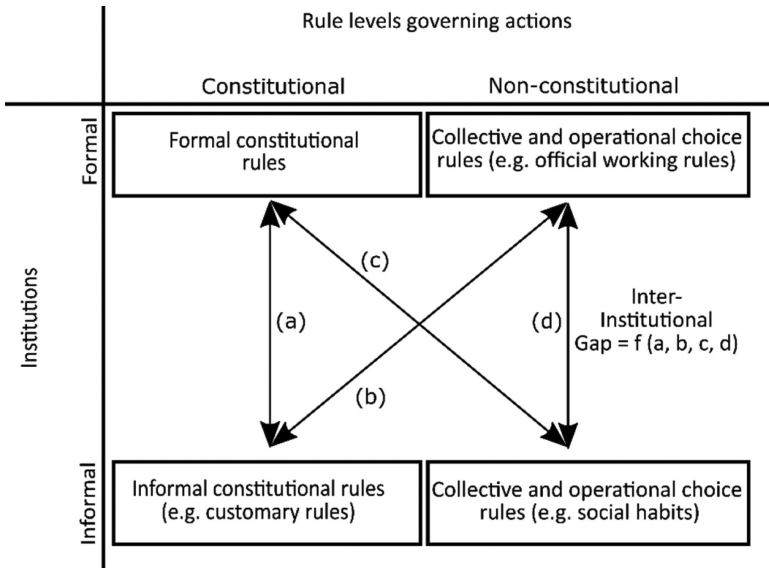 Rule levels governing actions
Constitutional
Non-constitutional
Institutions
Formal
Formal constitutional
rules
Collective and operational choice
rules (e.g. official working rules)
(c)
(a)
(d)
(b)
Inter-
Institutional
Gap = f (a, b, c, d)
Informal
Informal constitutional rules
(e.g. customary rules)
Collective and operational choice
rules (e.g. social habits)